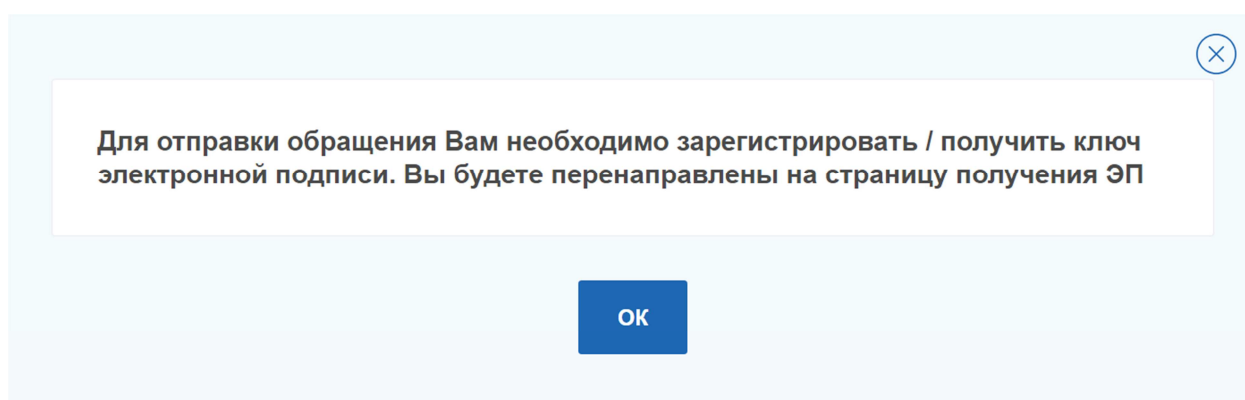 Для отправки обращения Вам необходимо зарегистрировать / получить ключ
электронной подписи. Вы будете перенаправлены на страницу получения ЭП
ОК